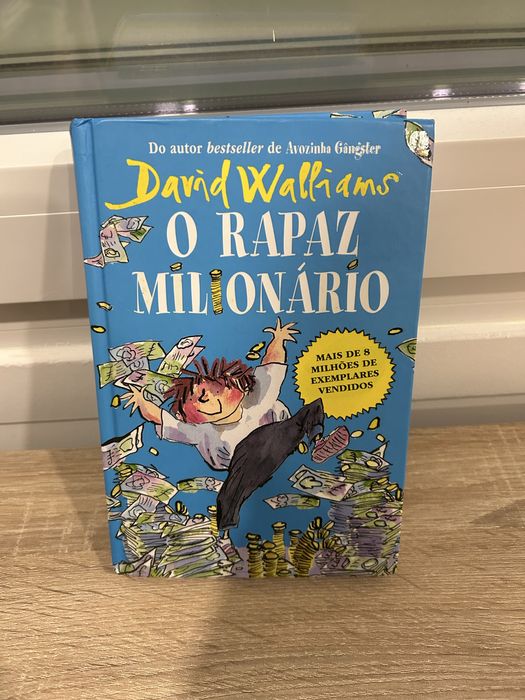 Do autor bestseller de Avozinha Gângster
David Walliams
O RAPAZ
MILIONÁRIO
MAIS DE 8
MILHÕES DE
EXEMPLARES
VENDIDOS